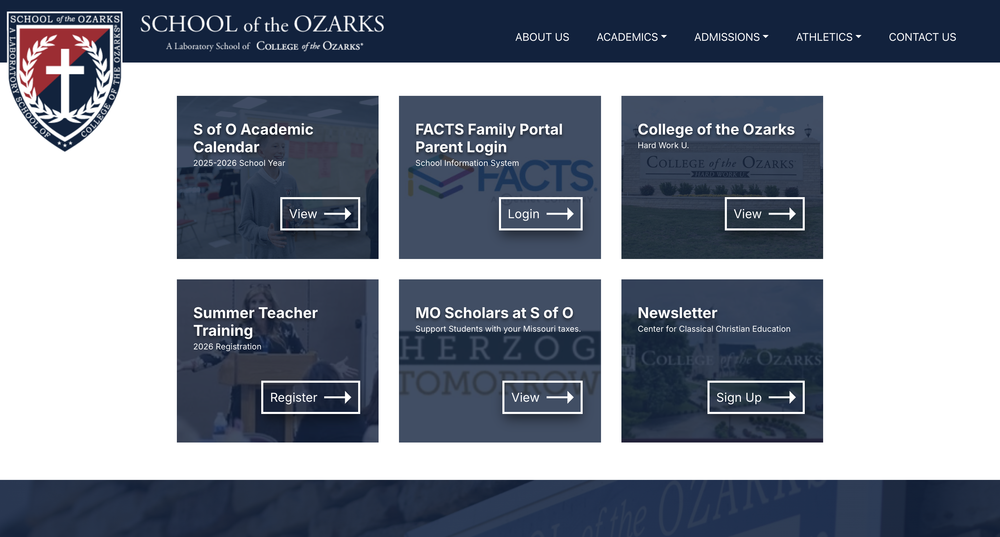 SCHOOL of the OZARKS
A LABORATORY SCHOOL OF COLLEGE OF THE OZARKS®
SCHOOL of the OZARKS
A Laboratory School of COLLEGE of the OZARKS®
ABOUT US
ACADEMICS
ADMISSIONS
ATHLETICS
CONTACT US
S of O Academic
Calendar
2025-2026 School Year
View
FACTS Family Portal
Parent Login
School Information System
FACTS.
COMPANY
Login
College of the Ozarks
Hard Work U.
COLLEGE of the OZARKS
HARD WORK U.
View
Summer Teacher
Training
2026 Registration
Register
MO Scholars at S of O
Support Students with your Missouri taxes.
HERZOG
TOMORROW
View
Newsletter
Center for Classical Christian Education
COLLEGE of the OZARKS
Sign Up
of the OZARKS